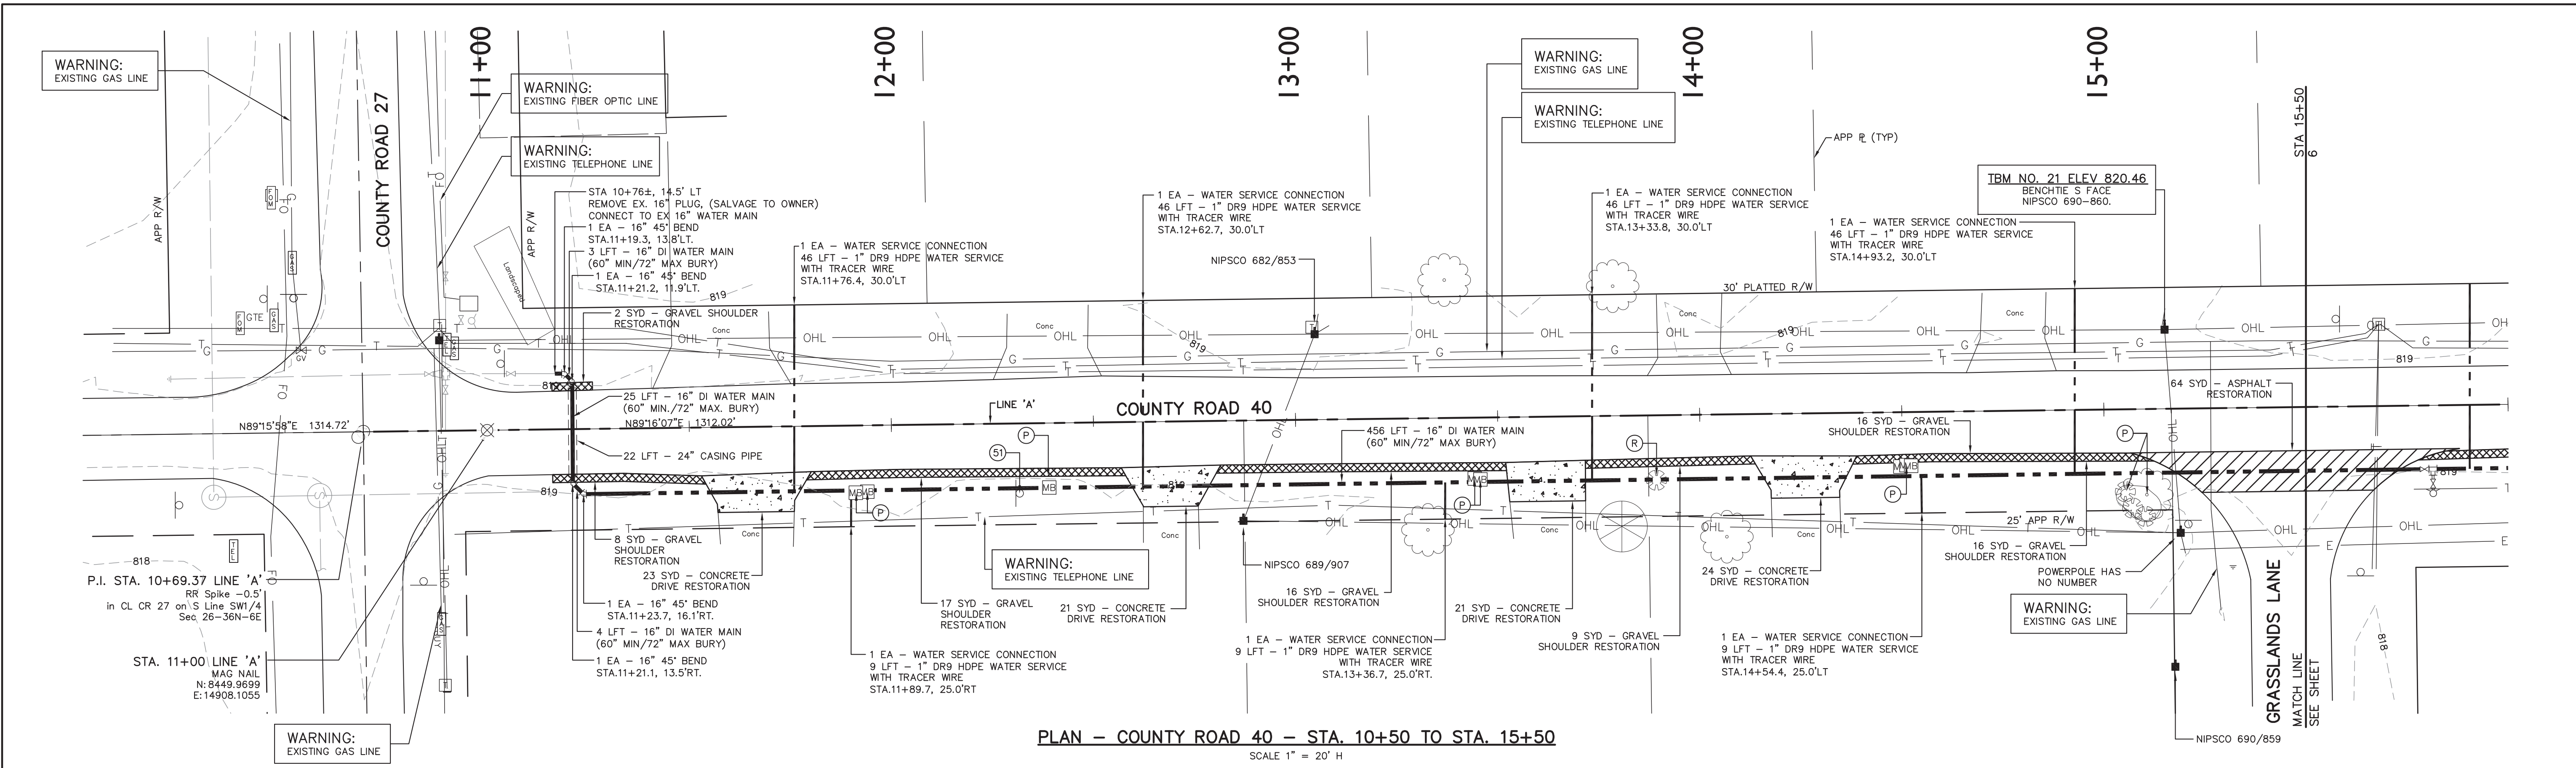 11+00
12+00
13+00
14+00
15+00
WARNING:
EXISTING GAS LINE
COUNTY ROAD 27
APP R/W
WARNING:
EXISTING FIBER OPTIC LINE
WARNING:
EXISTING TELEPHONE LINE
APP R/W
Landscaped
STA 10+76±, 14.5' LT
REMOVE EX. 16" PLUG, (SALVAGE TO OWNER)
CONNECT TO EX 16" WATER MAIN
1 EA – 16" 45° BEND
STA.11+19.3, 13.8'LT.
3 LFT – 16" DI WATER MAIN
(60" MIN/72" MAX BURY)
1 EA – 16" 45° BEND
STA.11+21.2, 11.9'LT.
819
2 SYD – GRAVEL SHOULDER
RESTORATION
1 EA – WATER SERVICE CONNECTION
46 LFT – 1" DR9 HDPE WATER SERVICE
WITH TRACER WIRE
STA.11+76.4, 30.0'LT
1 EA – WATER SERVICE CONNECTION
46 LFT – 1" DR9 HDPE WATER SERVICE
WITH TRACER WIRE
STA.12+62.7, 30.0'LT
NIPSCO 682/853
WARNING:
EXISTING GAS LINE
WARNING:
EXISTING TELEPHONE LINE
1 EA – WATER SERVICE CONNECTION
46 LFT – 1" DR9 HDPE WATER SERVICE
WITH TRACER WIRE
STA.13+33.8, 30.0'LT
APP ℞ (TYP)
30' PLATTED R/W
1 EA – WATER SERVICE CONNECTION
46 LFT – 1" DR9 HDPE WATER SERVICE
WITH TRACER WIRE
STA.14+93.2, 30.0'LT
TBM NO. 21 ELEV 820.46
BENCHTIE S FACE
NIPSCO 690-860.
STA 15+50
6
FOM
GAS
FOM
GTE
GAS
GV
Conc
Conc
Conc
Conc
OHL OHL OHL OHL OHL OHL OHL OHL OHL OHL OHL
819
819
819
25 LFT – 16" DI WATER MAIN
(60" MIN./72" MAX. BURY)
N89°15'58"E 1314.72'
N89°16'07"E 1312.02'
22 LFT – 24" CASING PIPE
LINE 'A'
COUNTY ROAD 40
456 LFT – 16" DI WATER MAIN
(60" MIN/72" MAX BURY)
64 SYD – ASPHALT
RESTORATION
16 SYD – GRAVEL
SHOULDER RESTORATION
P
51
R
P
MB
MB
P
P
P
819
819
819
8 SYD – GRAVEL
SHOULDER
RESTORATION
23 SYD – CONCRETE
DRIVE RESTORATION
1 EA – 16" 45° BEND
STA.11+23.7, 16.1'RT.
4 LFT – 16" DI WATER MAIN
(60" MIN/72" MAX BURY)
1 EA – 16" 45° BEND
STA.11+21.1, 13.5'RT.
1 EA – WATER SERVICE CONNECTION
9 LFT – 1" DR9 HDPE WATER SERVICE
WITH TRACER WIRE
STA.11+89.7, 25.0'RT
17 SYD – GRAVEL
SHOULDER
RESTORATION
WARNING:
EXISTING TELEPHONE LINE
21 SYD – CONCRETE
DRIVE RESTORATION
NIPSCO 689/907
16 SYD – GRAVEL
SHOULDER RESTORATION
1 EA – WATER SERVICE CONNECTION
9 LFT – 1" DR9 HDPE WATER SERVICE
WITH TRACER WIRE
STA.13+36.7, 25.0'RT.
21 SYD – CONCRETE
DRIVE RESTORATION
9 SYD – GRAVEL
SHOULDER RESTORATION
24 SYD – CONCRETE
DRIVE RESTORATION
1 EA – WATER SERVICE CONNECTION
9 LFT – 1" DR9 HDPE WATER SERVICE
WITH TRACER WIRE
STA.14+54.4, 25.0'LT
25' APP R/W
16 SYD – GRAVEL
SHOULDER RESTORATION
POWERPOLE HAS
NO NUMBER
WARNING:
EXISTING GAS LINE
GRASSLANDS LANE
MATCH LINE
SEE SHEET
818
NIPSCO 690/859
Conc
Conc
Conc
Conc
TEL
818
P.I. STA. 10+69.37 LINE 'A'
RR Spike -0.5'
in CL CR 27 on S Line SW1/4
Sec 26-36N-6E
STA. 11+00 LINE 'A'
MAG NAIL
N:8449.9699
E:14908.1055
WARNING:
EXISTING GAS LINE
PLAN – COUNTY ROAD 40 – STA. 10+50 TO STA. 15+50
SCALE 1" = 20' H